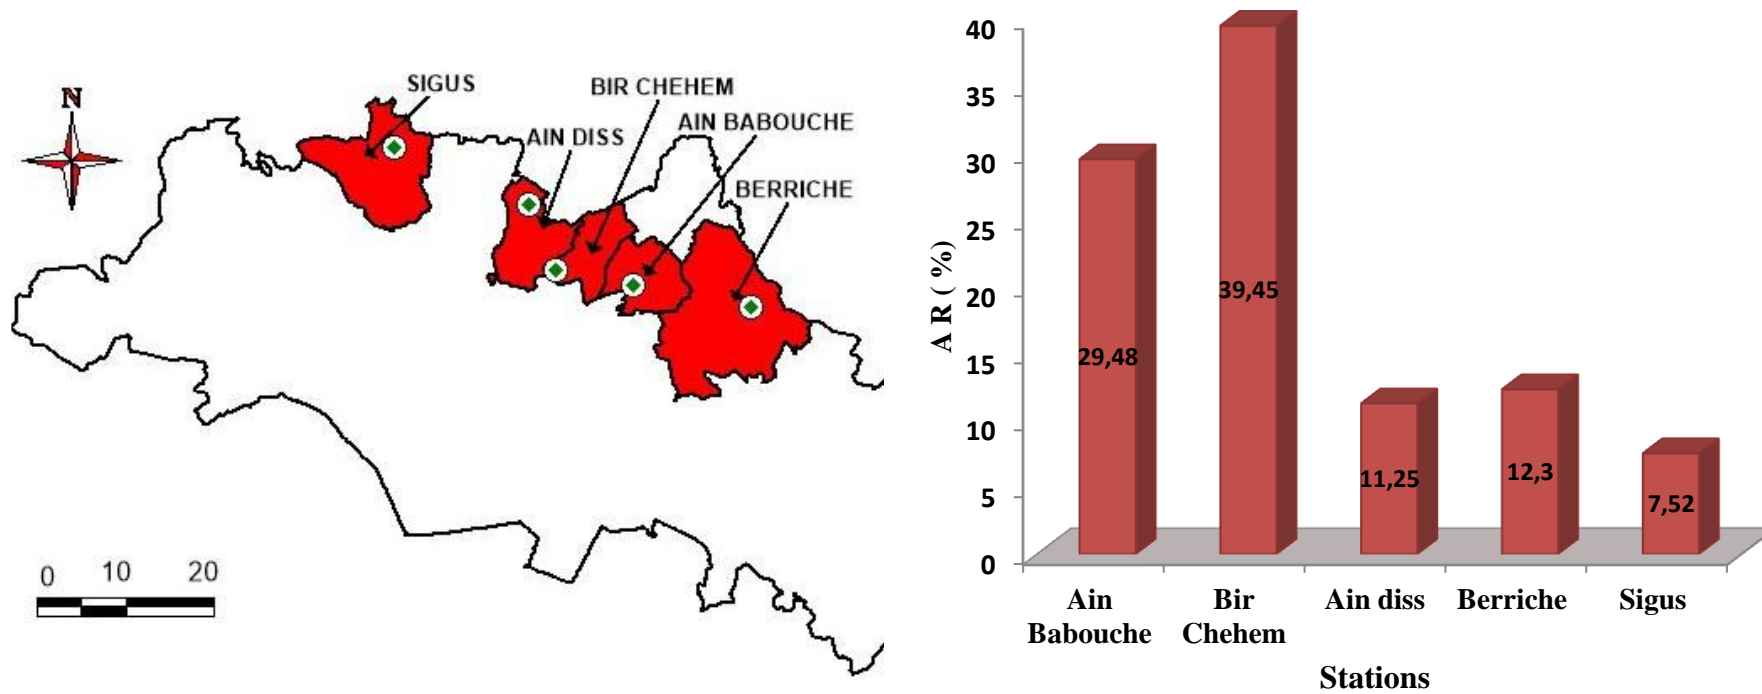 N
SIGUS
BIR CHEHEM
AIN DISS
AIN BABOUCHE
BERRICHE
0 10 20
A R ( %)
40
35
30
25
20
15
10
5
0
29,48
39,45
11,25
12,3
7,52
Ain Babouche
Bir Chehem
Ain diss
Berriche
Sigus
Stations